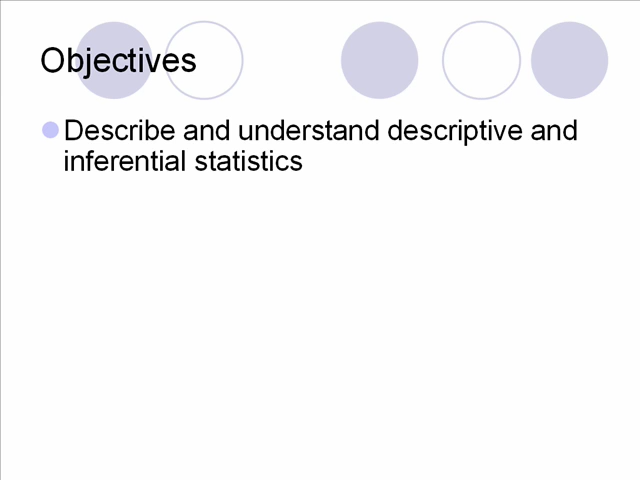 Objectives
Describe and understand descriptive and
inferential statistics